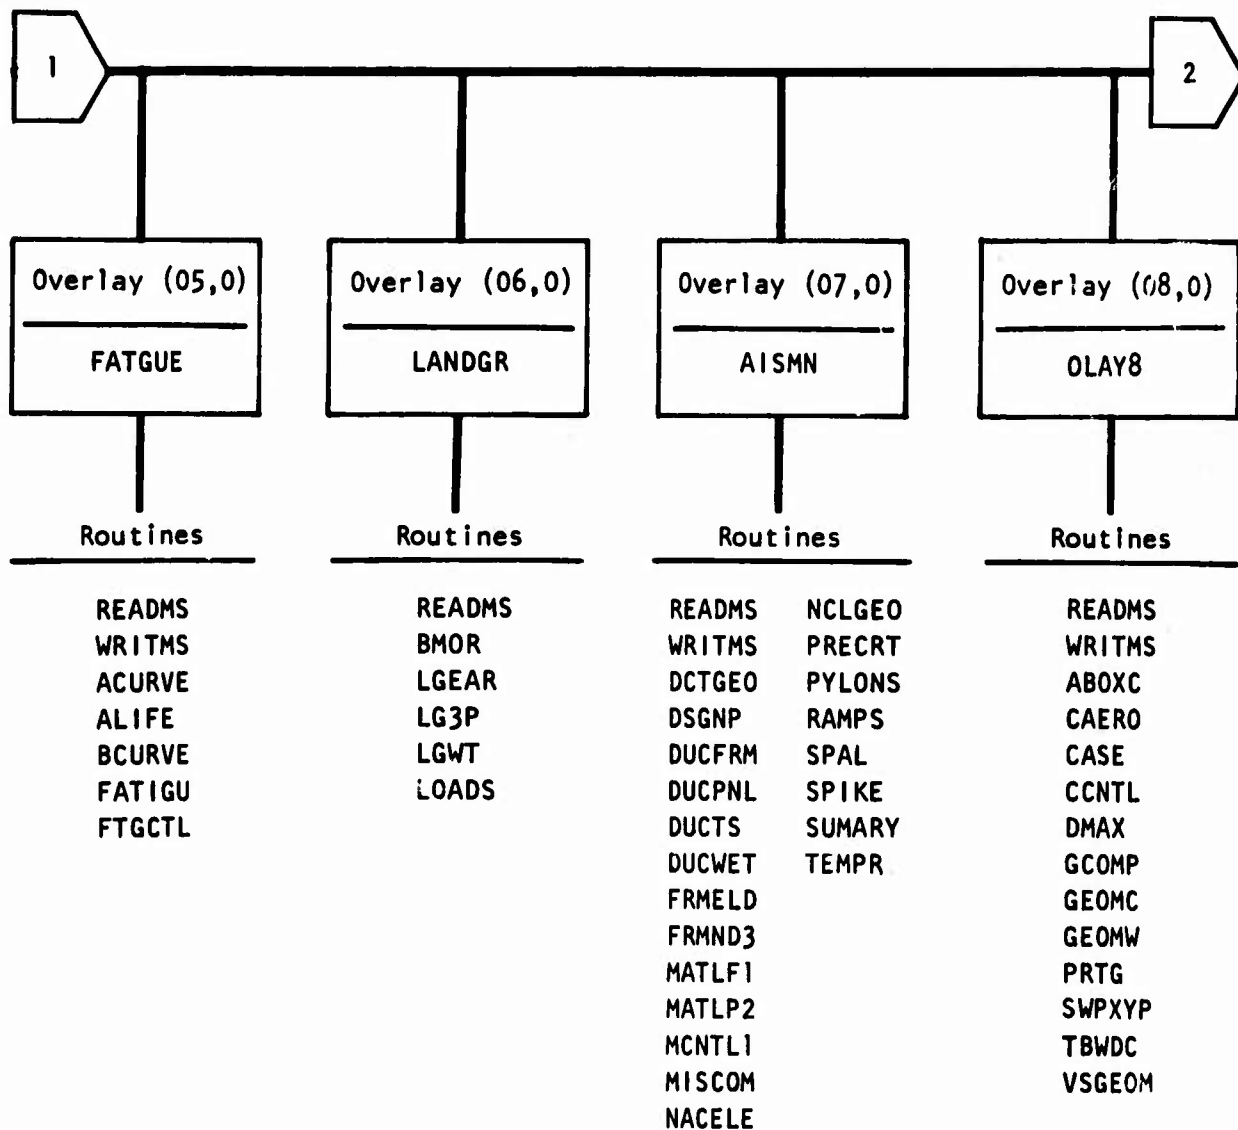 1
2
Overlay (05,0)
FATGUE
Overlay (06,0)
LANDGR
Overlay (07,0)
AISMN
Overlay (08,0)
OLAY8
Routines
READMS
WRITMS
ACURVE
ALIFE
BCURVE
FATIGU
FTGCTL
Routines
READMS
BMOR
LGEAR
LG3P
LGWT
LOADS
Routines
READMS
WRITMS
DCTGEO
DSGNP
DUCFRM
DUCPNL
DUCTS
DUCWET
FRMELD
FRMND3
MATLF1
MATLP2
MCNTL1
MISCOM
NACELE
NCLGEO
PRECRT
PYLONS
RAMPS
SPAL
SPIKE
SUMARY
TEMPR
Routines
READMS
WRITMS
ABOXC
CAERO
CASE
CCNTL
DMAX
GCOMP
GEOMC
GEOMW
PRTG
SWPXYP
TBWDC
VSGEOM